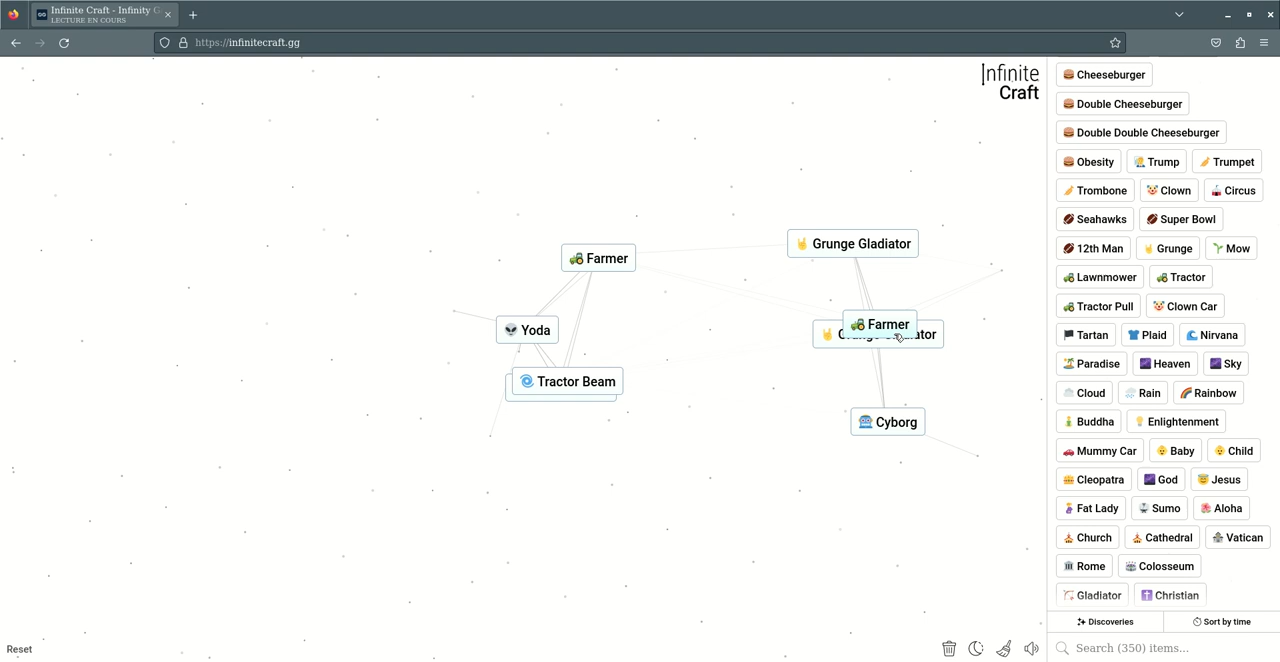 Infinite Craft - Infinity G
LECTURE EN COURS
https://infinitecraft.gg
Infinite
Craft
Farmer
Grunge Gladiator
Yoda
Farmer
Tractor Beam
Cyborg
Cheeseburger
Double Cheeseburger
Double Double Cheeseburger
Obesity Trump Trumpet
Trombone Clown Circus
Seahawks Super Bowl
12th Man Grunge Mow
Lawnmower Tractor
Tractor Pull Clown Car
Tartan Plaid Nirvana
Paradise Heaven Sky
Cloud Rain Rainbow
Buddha Enlightenment
Mummy Car Baby Child
Cleopatra God Jesus
Fat Lady Sumo Aloha
Church Cathedral Vatican
Rome Colosseum
Gladiator Christian
Discoveries Sort by time
Search (350) items...
Reset